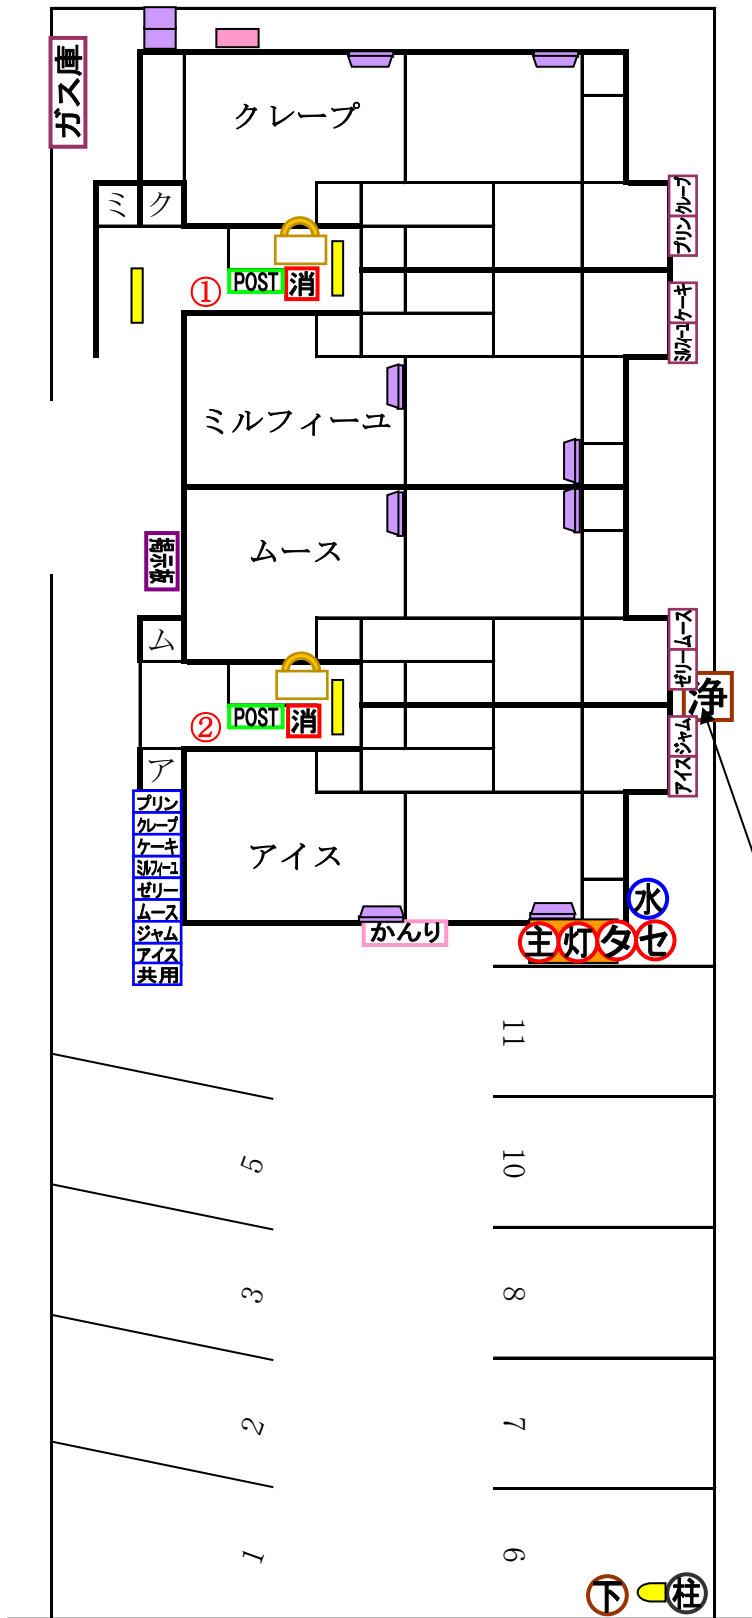 ガス庫
クレープ
ミ
ク
クレープ
プリン
POST
消
①
ケーキ
ミルフィーユ
ミルフィーユ
ムース
掲示板
ム
ムース
ゼリー
浄
POST
消
②
ジャム
アイス
ア
プリン
クレープ
ケーキ
ミルフィーユ
ゼリー
ムース
ジャム
アイス
共用
アイス
水
かんり
主
灯
タ
セ
11
5
10
3
8
2
7
1
6
下
柱